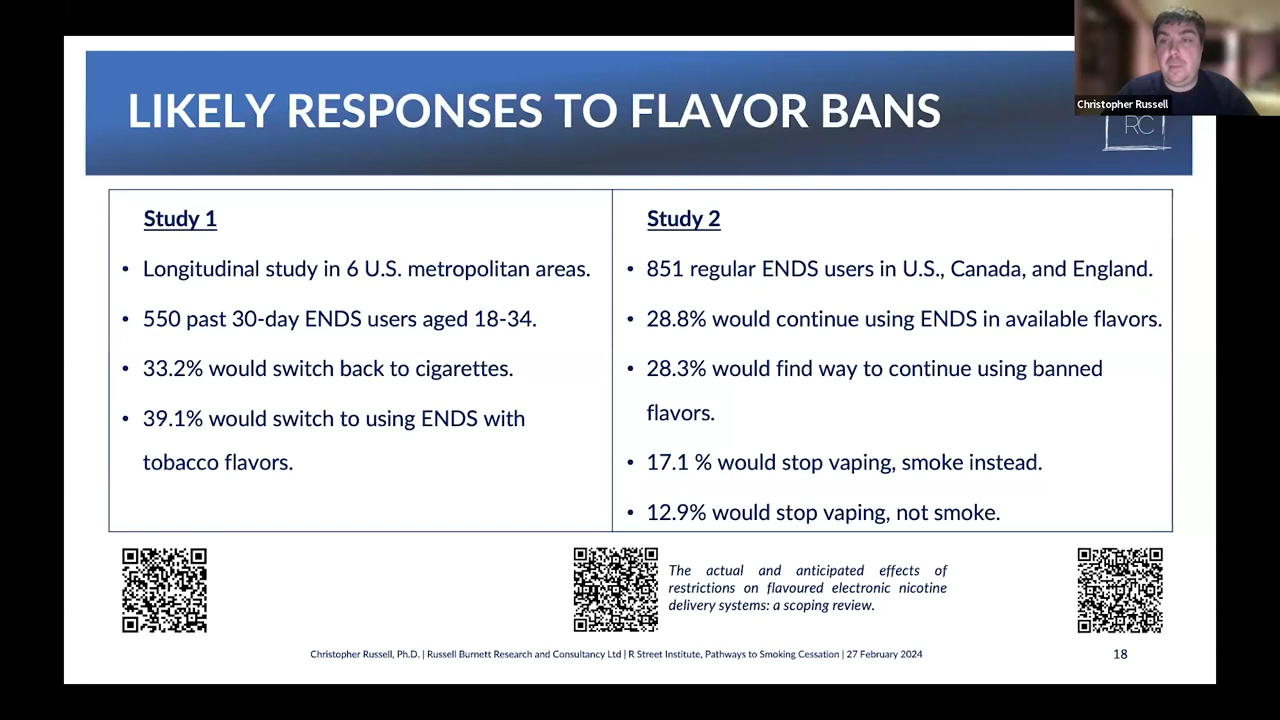 Christopher Russell
LIKELY RESPONSES TO FLAVOR BANS
RC
Study 1
• Longitudinal study in 6 U.S. metropolitan areas.
• 550 past 30-day ENDS users aged 18-34.
• 33.2% would switch back to cigarettes.
• 39.1% would switch to using ENDS with
tobacco flavors.
Study 2
• 851 regular ENDS users in U.S., Canada, and England.
• 28.8% would continue using ENDS in available flavors.
• 28.3% would find way to continue using banned
flavors.
• 17.1 % would stop vaping, smoke instead.
• 12.9% would stop vaping, not smoke.
The actual and anticipated effects of
restrictions on flavoured electronic nicotine
delivery systems: a scoping review.
Christopher Russell, Ph.D. | Russell Burnett Research and Consultancy Ltd | R Street Institute, Pathways to Smoking Cessation | 27 February 2024
18